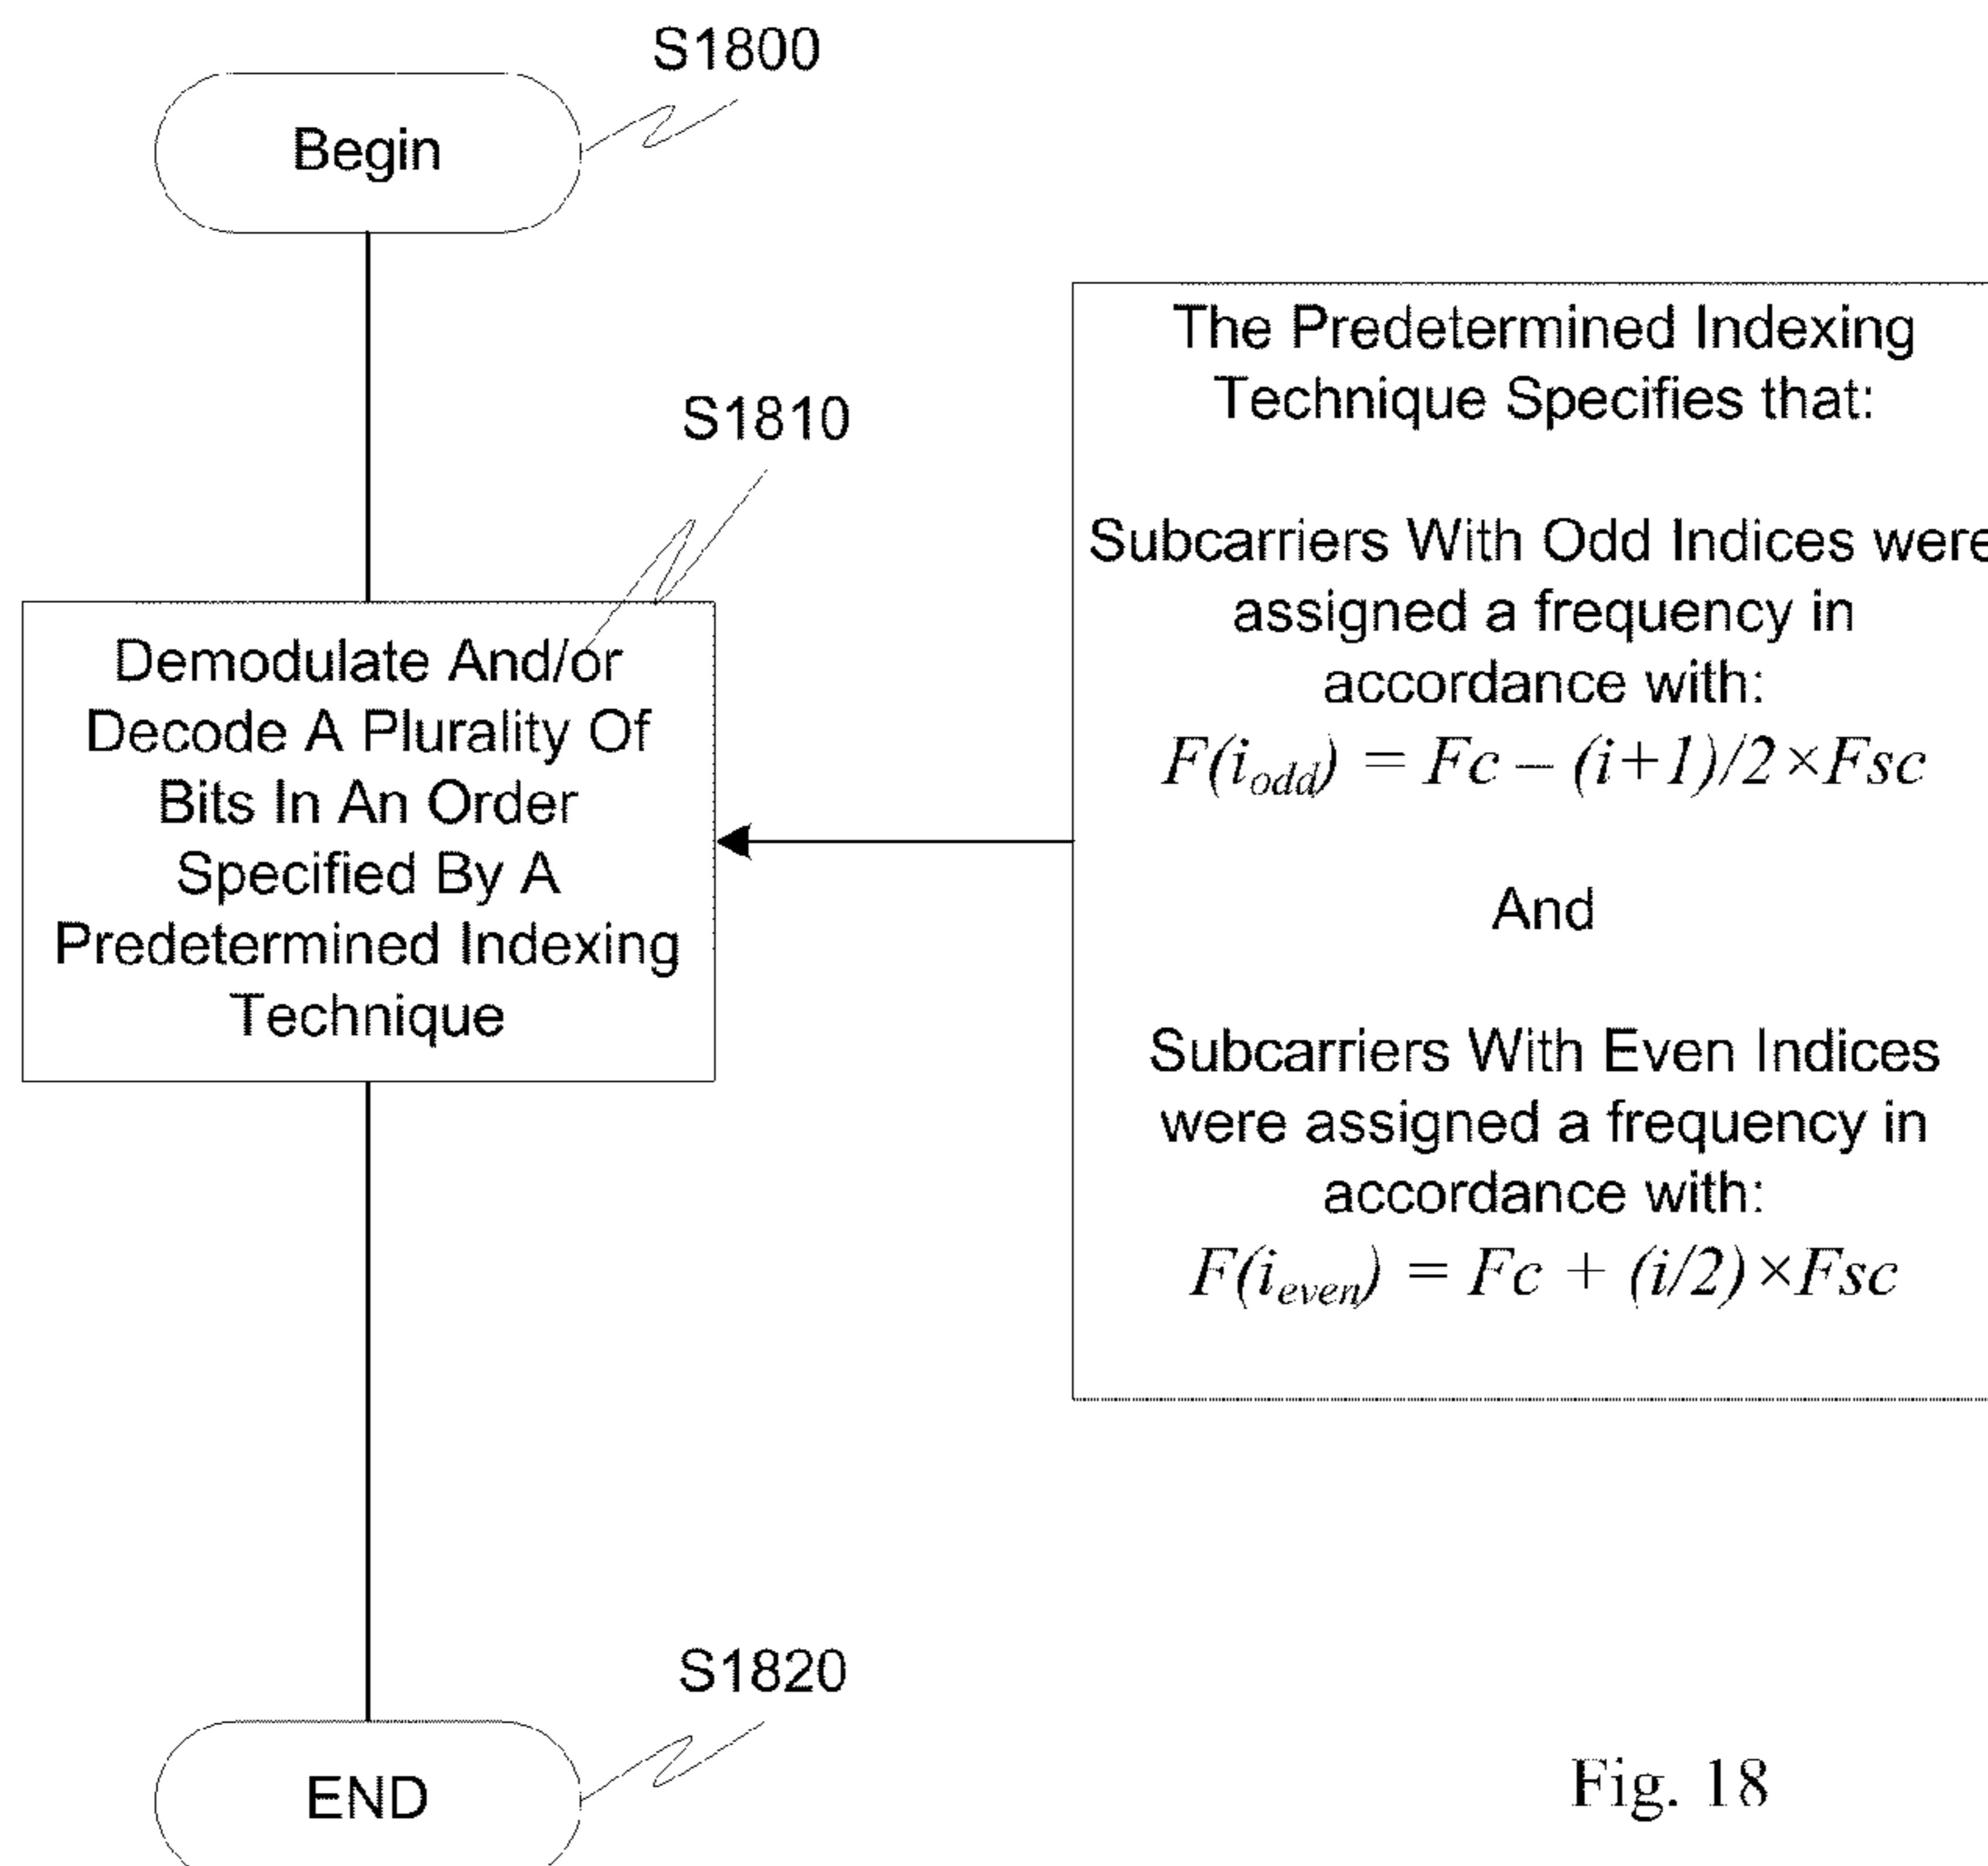 S1800
Begin
S1810
Demodulate And/or
Decode A Plurality Of
Bits In An Order
Specified By A
Predetermined Indexing
Technique
The Predetermined Indexing
Technique Specifies that:
Subcarriers With Odd Indices were
assigned a frequency in
accordance with:
F(i_odd) = Fc – (i+1)/2×Fsc
And
Subcarriers With Even Indices
were assigned a frequency in
accordance with:
F(i_even) = Fc + (i/2)×Fsc
S1820
END
Fig. 18